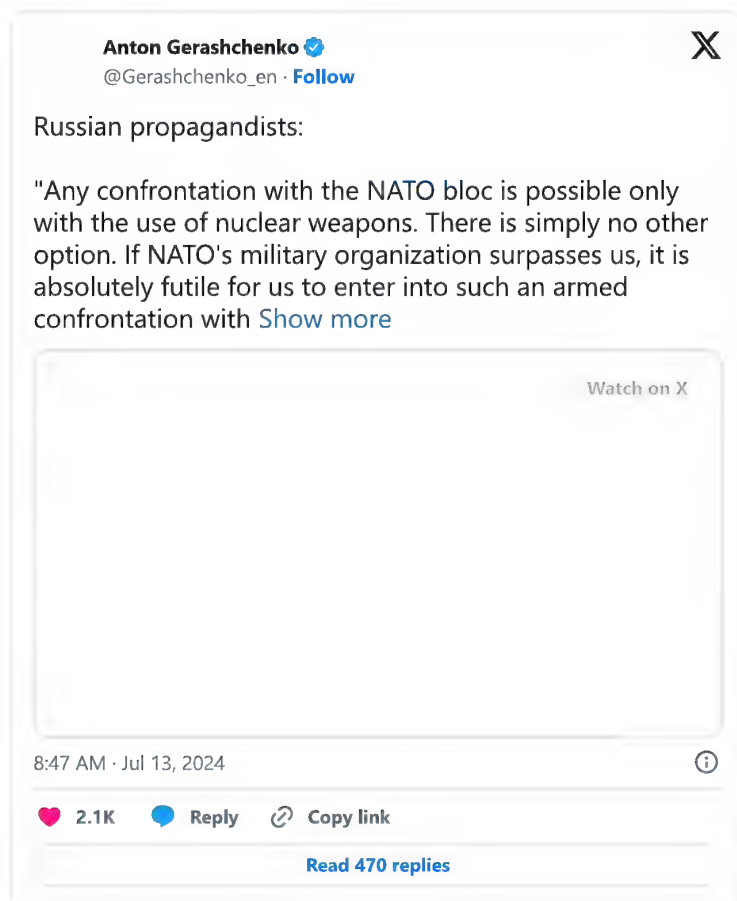 Anton Gerashchenko
@Gerashchenko_en · Follow
Russian propagandists:
"Any confrontation with the NATO bloc is possible only
with the use of nuclear weapons. There is simply no other
option. If NATO's military organization surpasses us, it is
absolutely futile for us to enter into such an armed
confrontation with Show more
Watch on X
8:47 AM · Jul 13, 2024
2.1K Reply Copy link
Read 470 replies